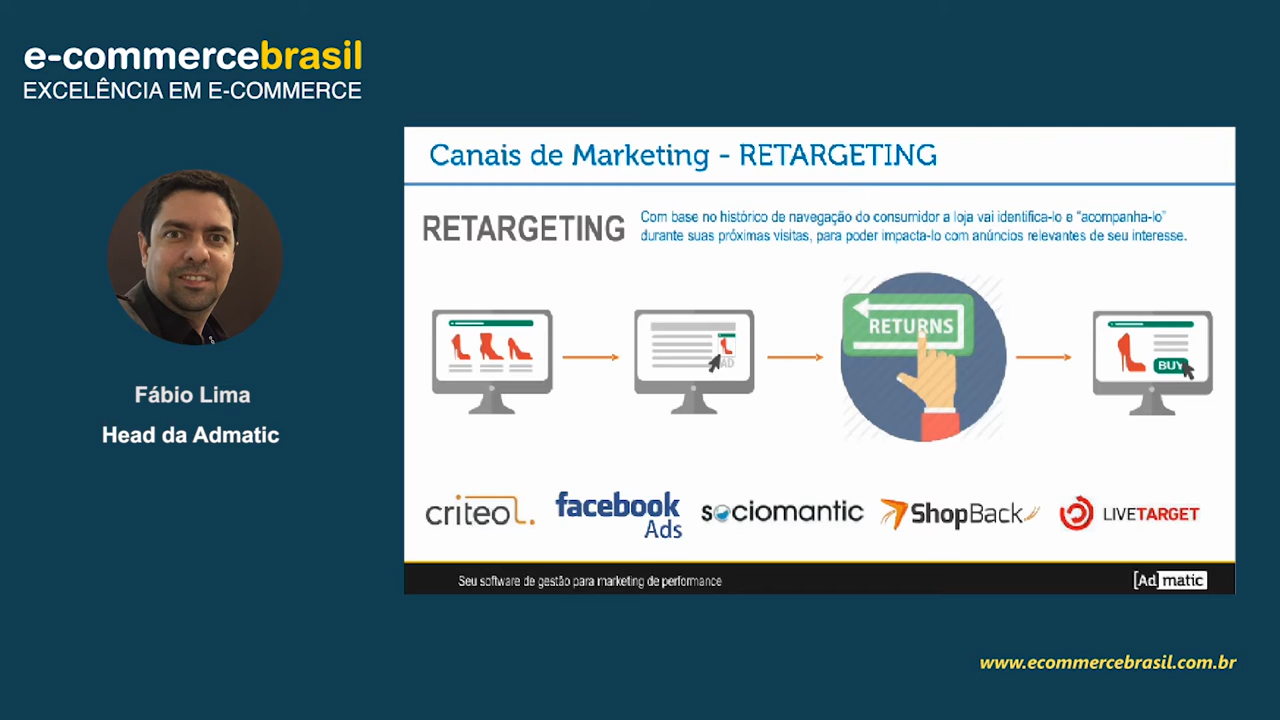 e-commercebrasil
EXCELÊNCIA EM E-COMMERCE
Fábio Lima
Head da Admatic
Canais de Marketing - RETARGETING
RETARGETING
Com base no histórico de navegação do consumidor a loja vai identifica-lo e “acompanha-lo”
durante suas próximas visitas, para poder impacta-lo com anúncios relevantes de seu interesse.
AD
RETURNS
BUY
criteo
facebook
Ads
sociomantic
ShopBack
LIVETARGET
Seu software de gestão para marketing de performance
[Ad]matic
www.ecommercebrasil.com.br